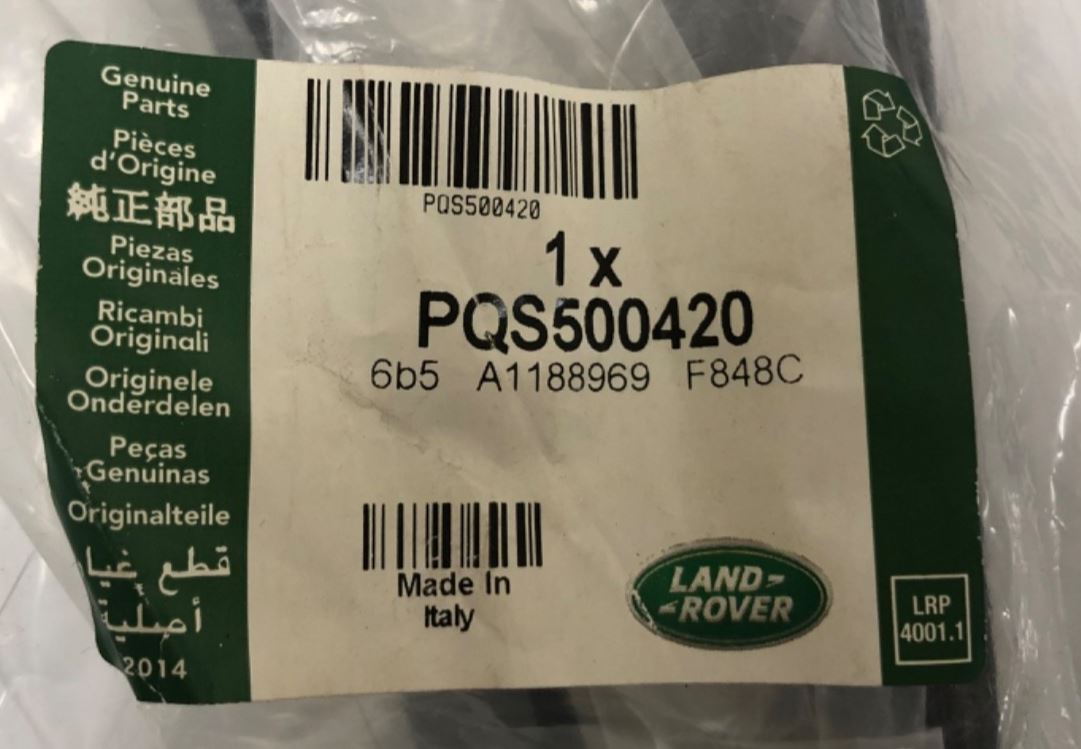 Genuine
Parts
Pièces
d'Origine
純正部品
Piezas
Originales
Ricambi
Originali
Originele
Onderdelen
Peças
Genuinas
Originalteile
قطع غيا
أصلية
2014
PQS500420
1 x
PQS500420
6b5 A1188969 F848C
Made In
Italy
LAND
ROVER
LRP
4001.1